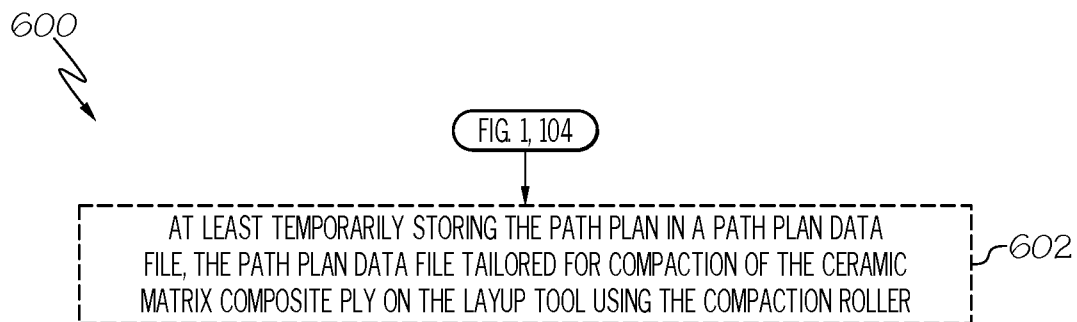 600
FIG. 1, 104
AT LEAST TEMPORARILY STORING THE PATH PLAN IN A PATH PLAN DATA
FILE, THE PATH PLAN DATA FILE TAILORED FOR COMPACTION OF THE CERAMIC
MATRIX COMPOSITE PLY ON THE LAYUP TOOL USING THE COMPACTION ROLLER
602